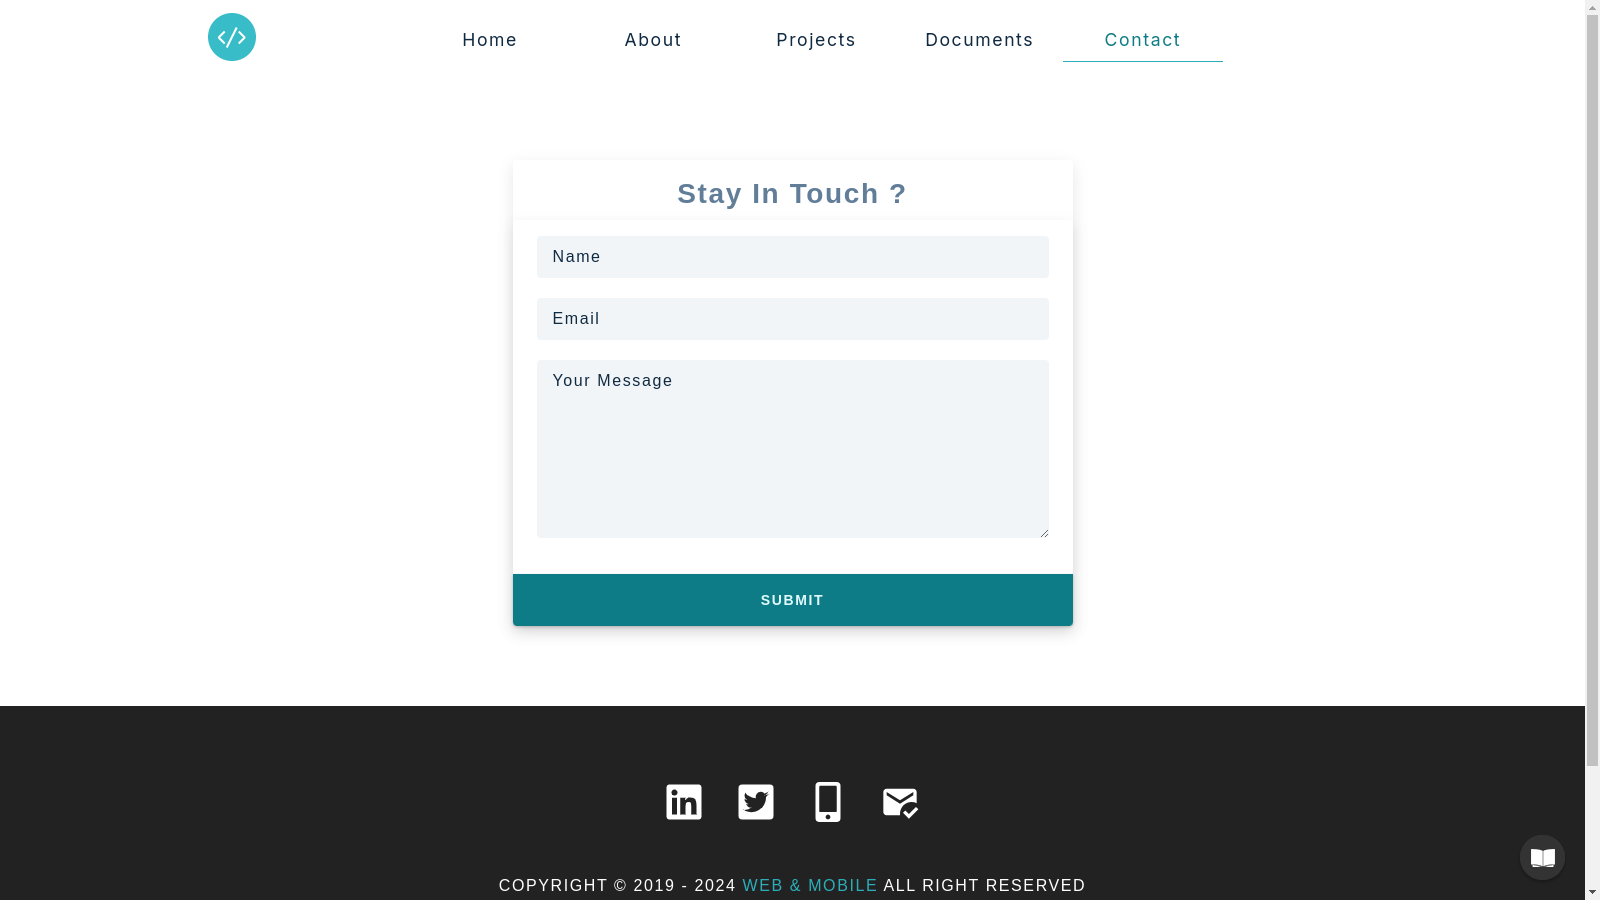 Home About Projects Documents Contact
Stay In Touch ?
Name
Email
Your Message
SUBMIT
COPYRIGHT © 2019 - 2024 WEB & MOBILE ALL RIGHT RESERVED